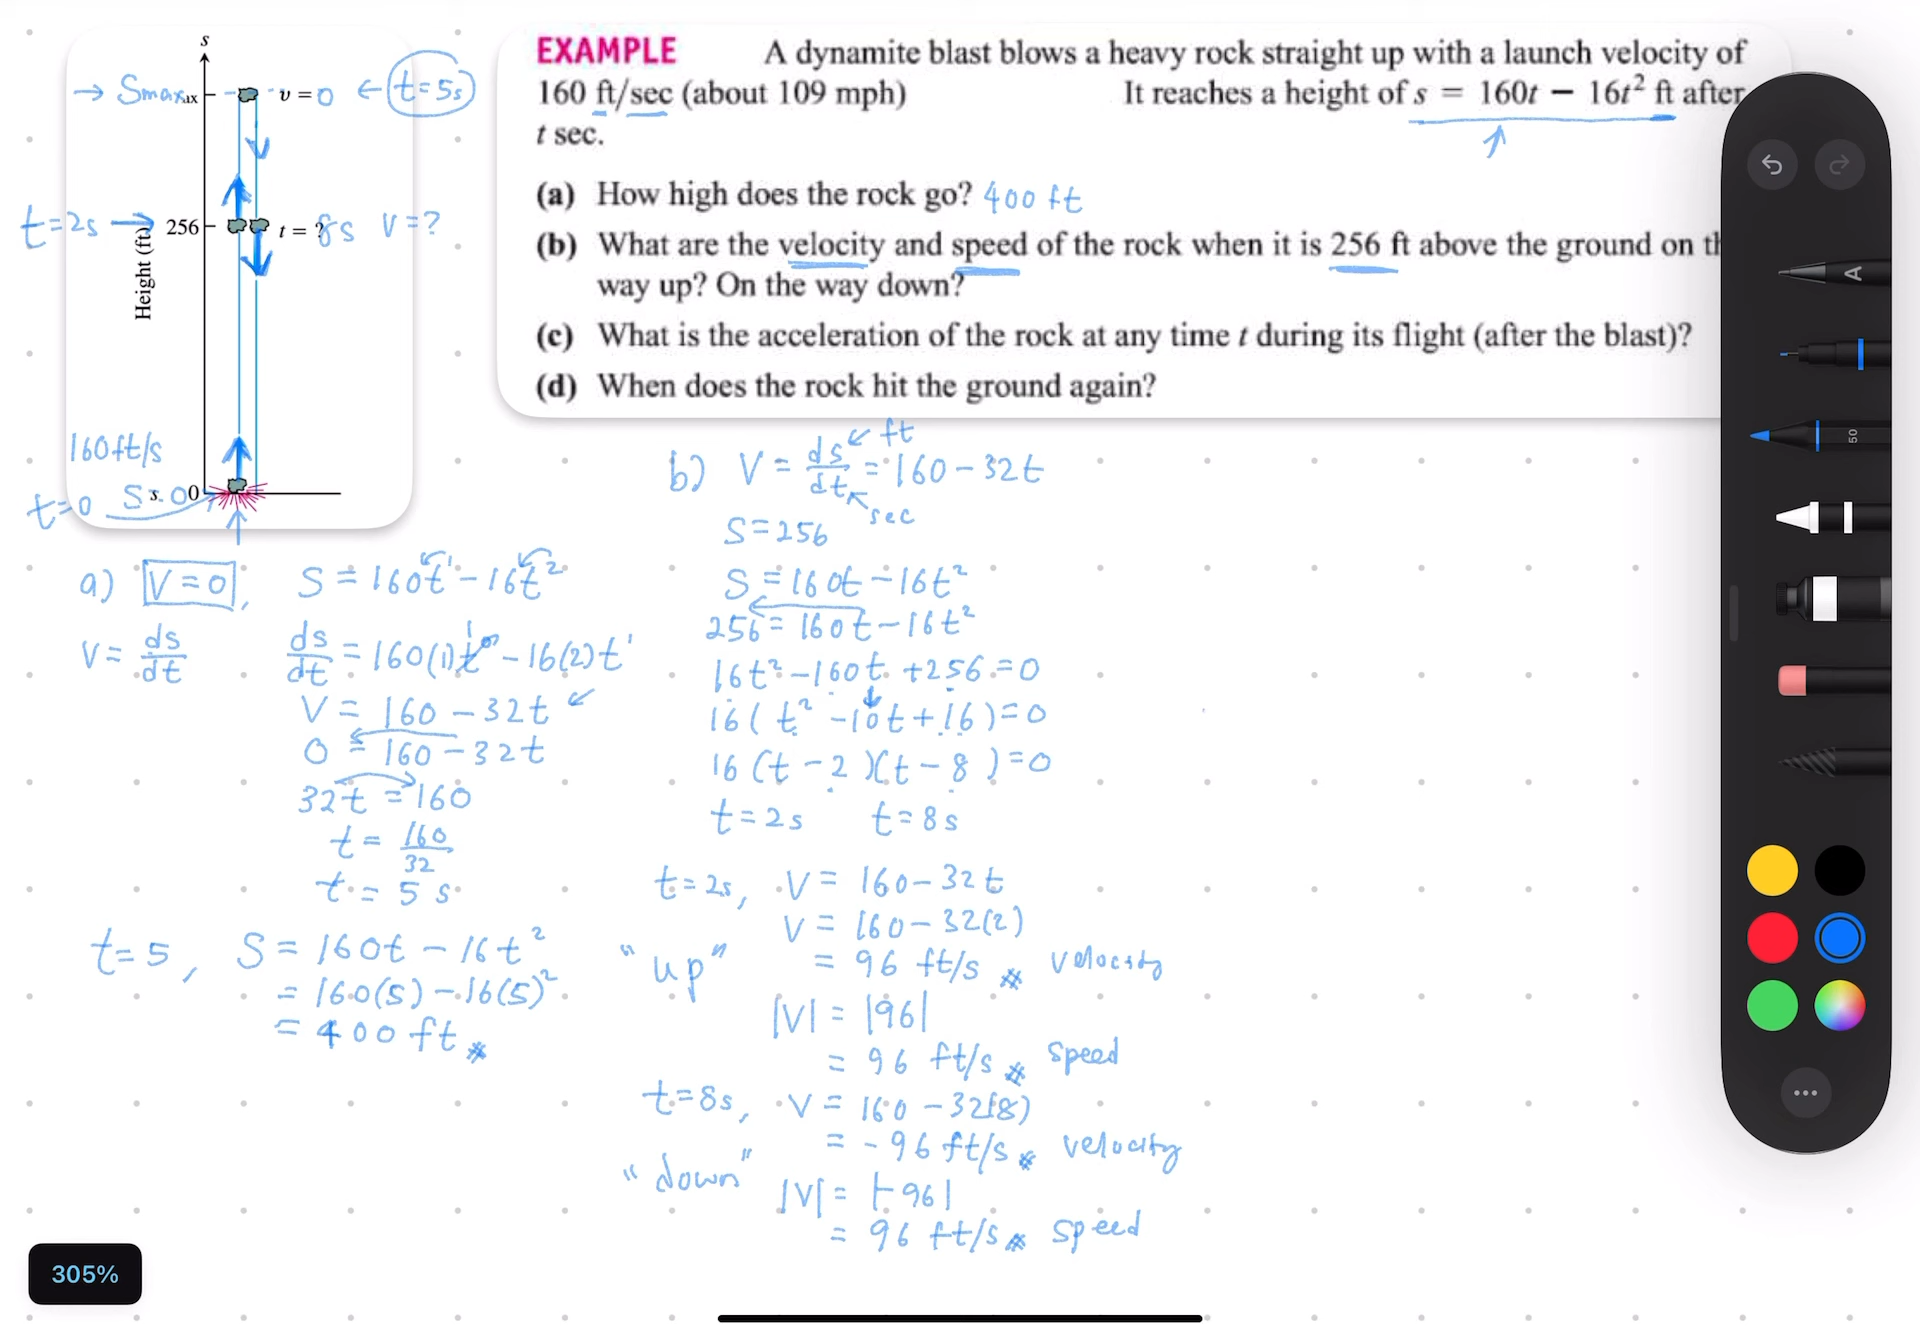 EXAMPLE A dynamite blast blows a heavy rock straight up with a launch velocity of
160 ft/sec (about 109 mph) It reaches a height of s = 160t − 16t² ft after
t sec.
(a) How high does the rock go? 400 ft
(b) What are the velocity and speed of the rock when it is 256 ft above the ground on th
way up? On the way down?
(c) What is the acceleration of the rock at any time t during its flight (after the blast)?
(d) When does the rock hit the ground again?
s
→ Smax v = 0 ← t=5s
t=2s → 256 t = ?8s V=?
Height (ft)
160ft/s
t=0 S 0
a) V=0, S = 160t¹ − 16t²
V = ds/dt ds/dt = 160(1)t⁰ − 16(2)t¹
V = 160 − 32t
0 = 160 − 32t
32t = 160
t = 160/32
t = 5 s
t=5, S = 160t − 16t²
= 160(5) − 16(5)²
= 400 ft
b) V = ds/dt = 160 − 32t
ft
sec
S=256
S = 160t − 16t²
256 = 160t − 16t²
16t² − 160t + 256 = 0
16(t² − 10t + 16) = 0
16(t − 2)(t − 8) = 0
t=2s t=8s
t=2s, V = 160 − 32t
V = 160 − 32(2)
"up" = 96 ft/s velocity
|V| = |96|
= 96 ft/s speed
t=8s, V = 160 − 32(8)
= −96 ft/s velocity
"down" |V| = |−96|
= 96 ft/s speed
A
50
305%